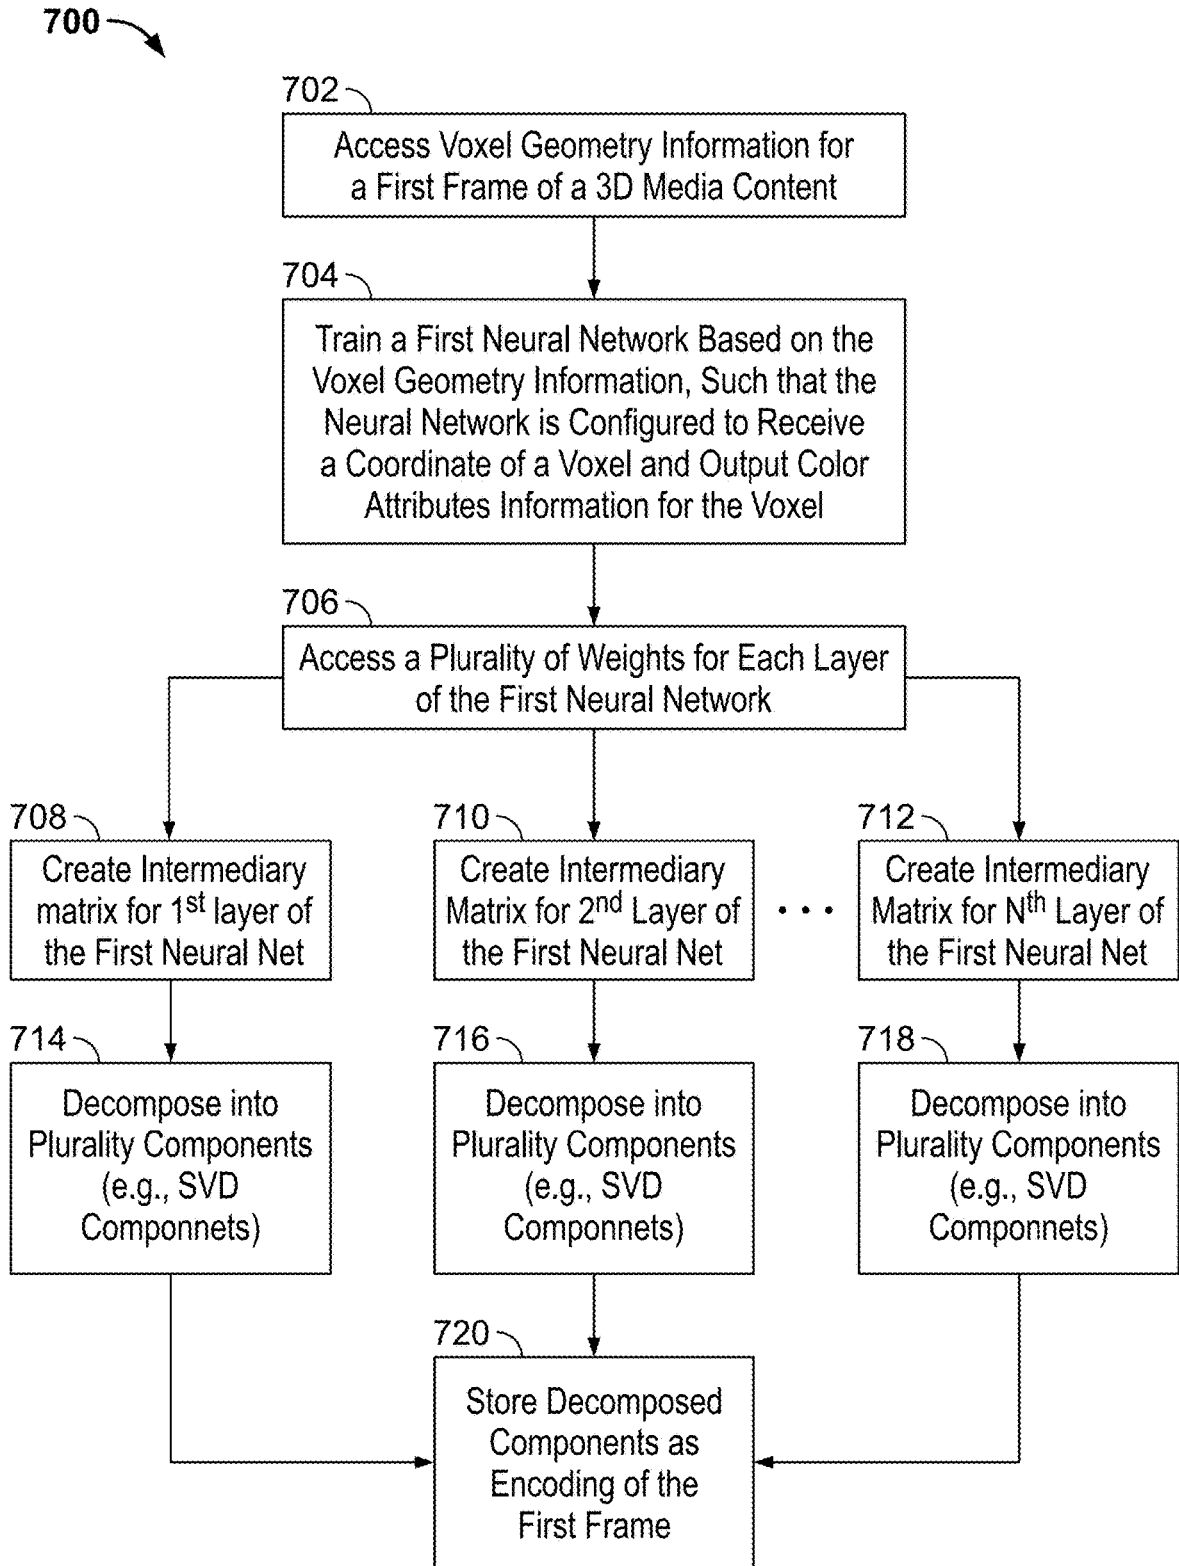 700
702
Access Voxel Geometry Information for
a First Frame of a 3D Media Content
704
Train a First Neural Network Based on the
Voxel Geometry Information, Such that the
Neural Network is Configured to Receive
a Coordinate of a Voxel and Output Color
Attributes Information for the Voxel
706
Access a Plurality of Weights for Each Layer
of the First Neural Network
708
Create Intermediary
matrix for 1st layer of
the First Neural Net
710
Create Intermediary
Matrix for 2nd Layer of
the First Neural Net
• • •
712
Create Intermediary
Matrix for Nth Layer of
the First Neural Net
714
Decompose into
Plurality Components
(e.g., SVD
Componnets)
716
Decompose into
Plurality Components
(e.g., SVD
Componnets)
718
Decompose into
Plurality Components
(e.g., SVD
Componnets)
720
Store Decomposed
Components as
Encoding of the
First Frame